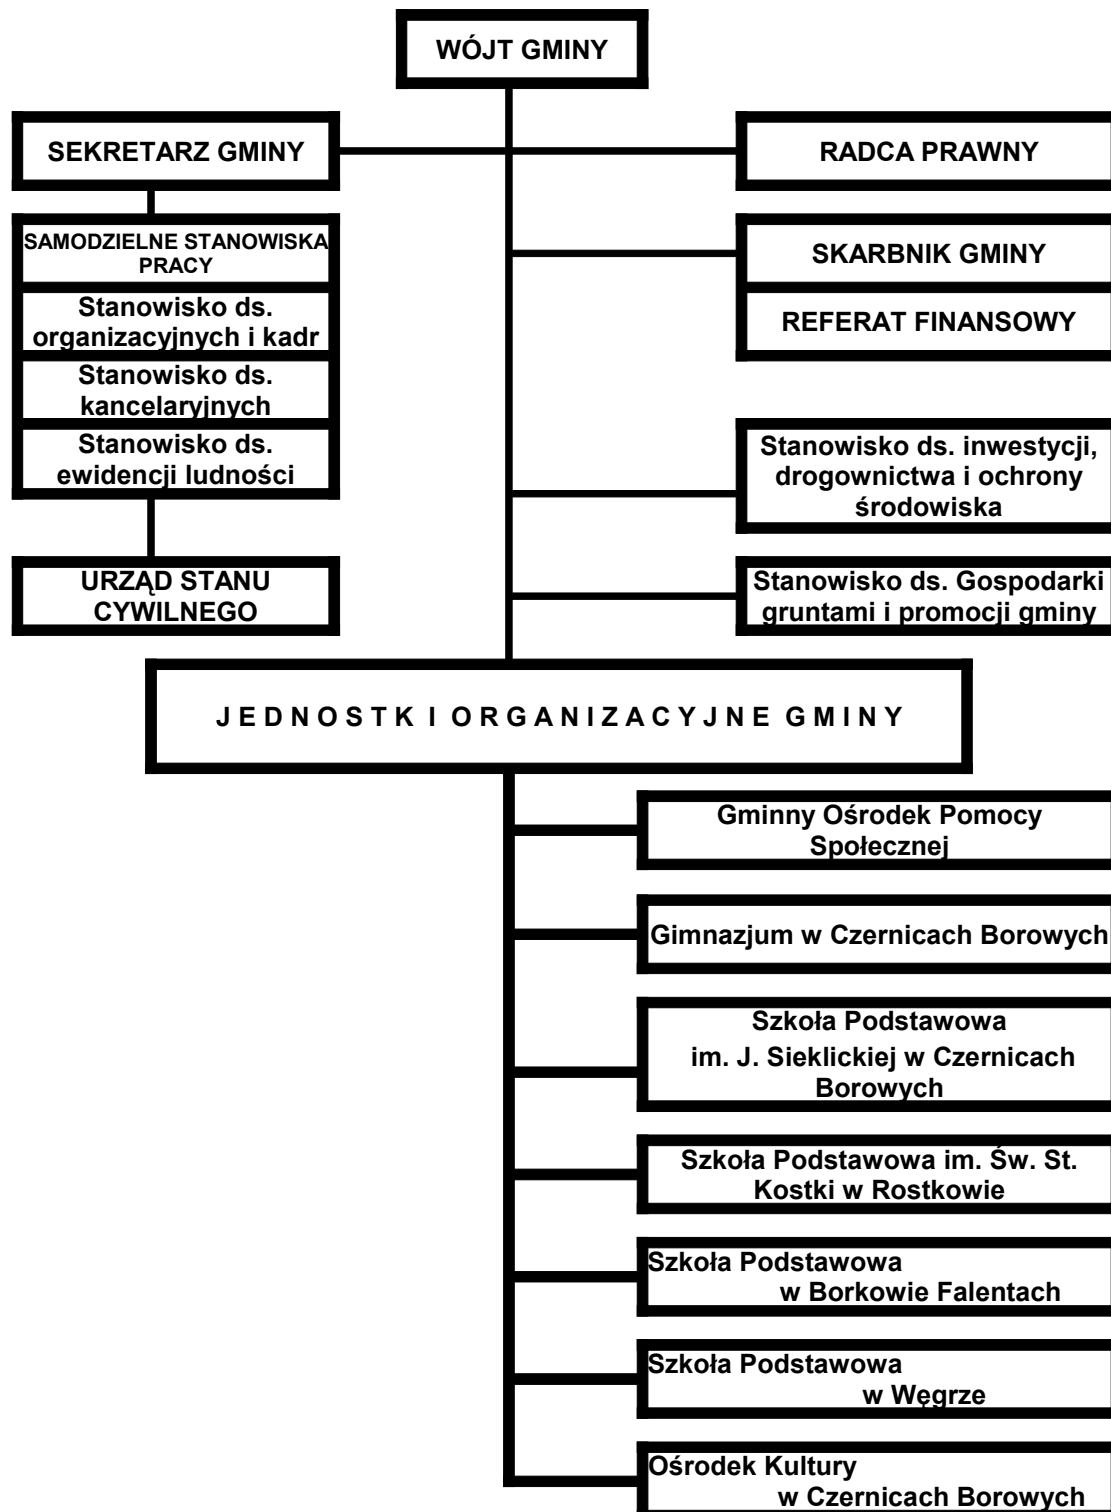 WÓJT GMINY
SEKRETARZ GMINY
RADCA PRAWNY
SAMODZIELNE STANOWISKA
PRACY
Stanowisko ds.
organizacyjnych i kadr
Stanowisko ds.
kancelaryjnych
Stanowisko ds.
ewidencji ludności
URZĄD STANU
CYWILNEGO
SKARBNIK GMINY
REFERAT FINANSOWY
Stanowisko ds. inwestycji,
drogownictwa i ochrony
środowiska
Stanowisko ds. Gospodarki
gruntami i promocji gminy
J E D N O S T K I O R G A N I Z A C Y J N E G M I N Y
Gminny Ośrodek Pomocy
Społecznej
Gimnazjum w Czernicach Borowych
Szkoła Podstawowa
im. J. Sieklickiej w Czernicach
Borowych
Szkoła Podstawowa im. Św. St.
Kostki w Rostkowie
Szkoła Podstawowa
w Borkowie Falentach
Szkoła Podstawowa
w Węgrze
Ośrodek Kultury
w Czernicach Borowych